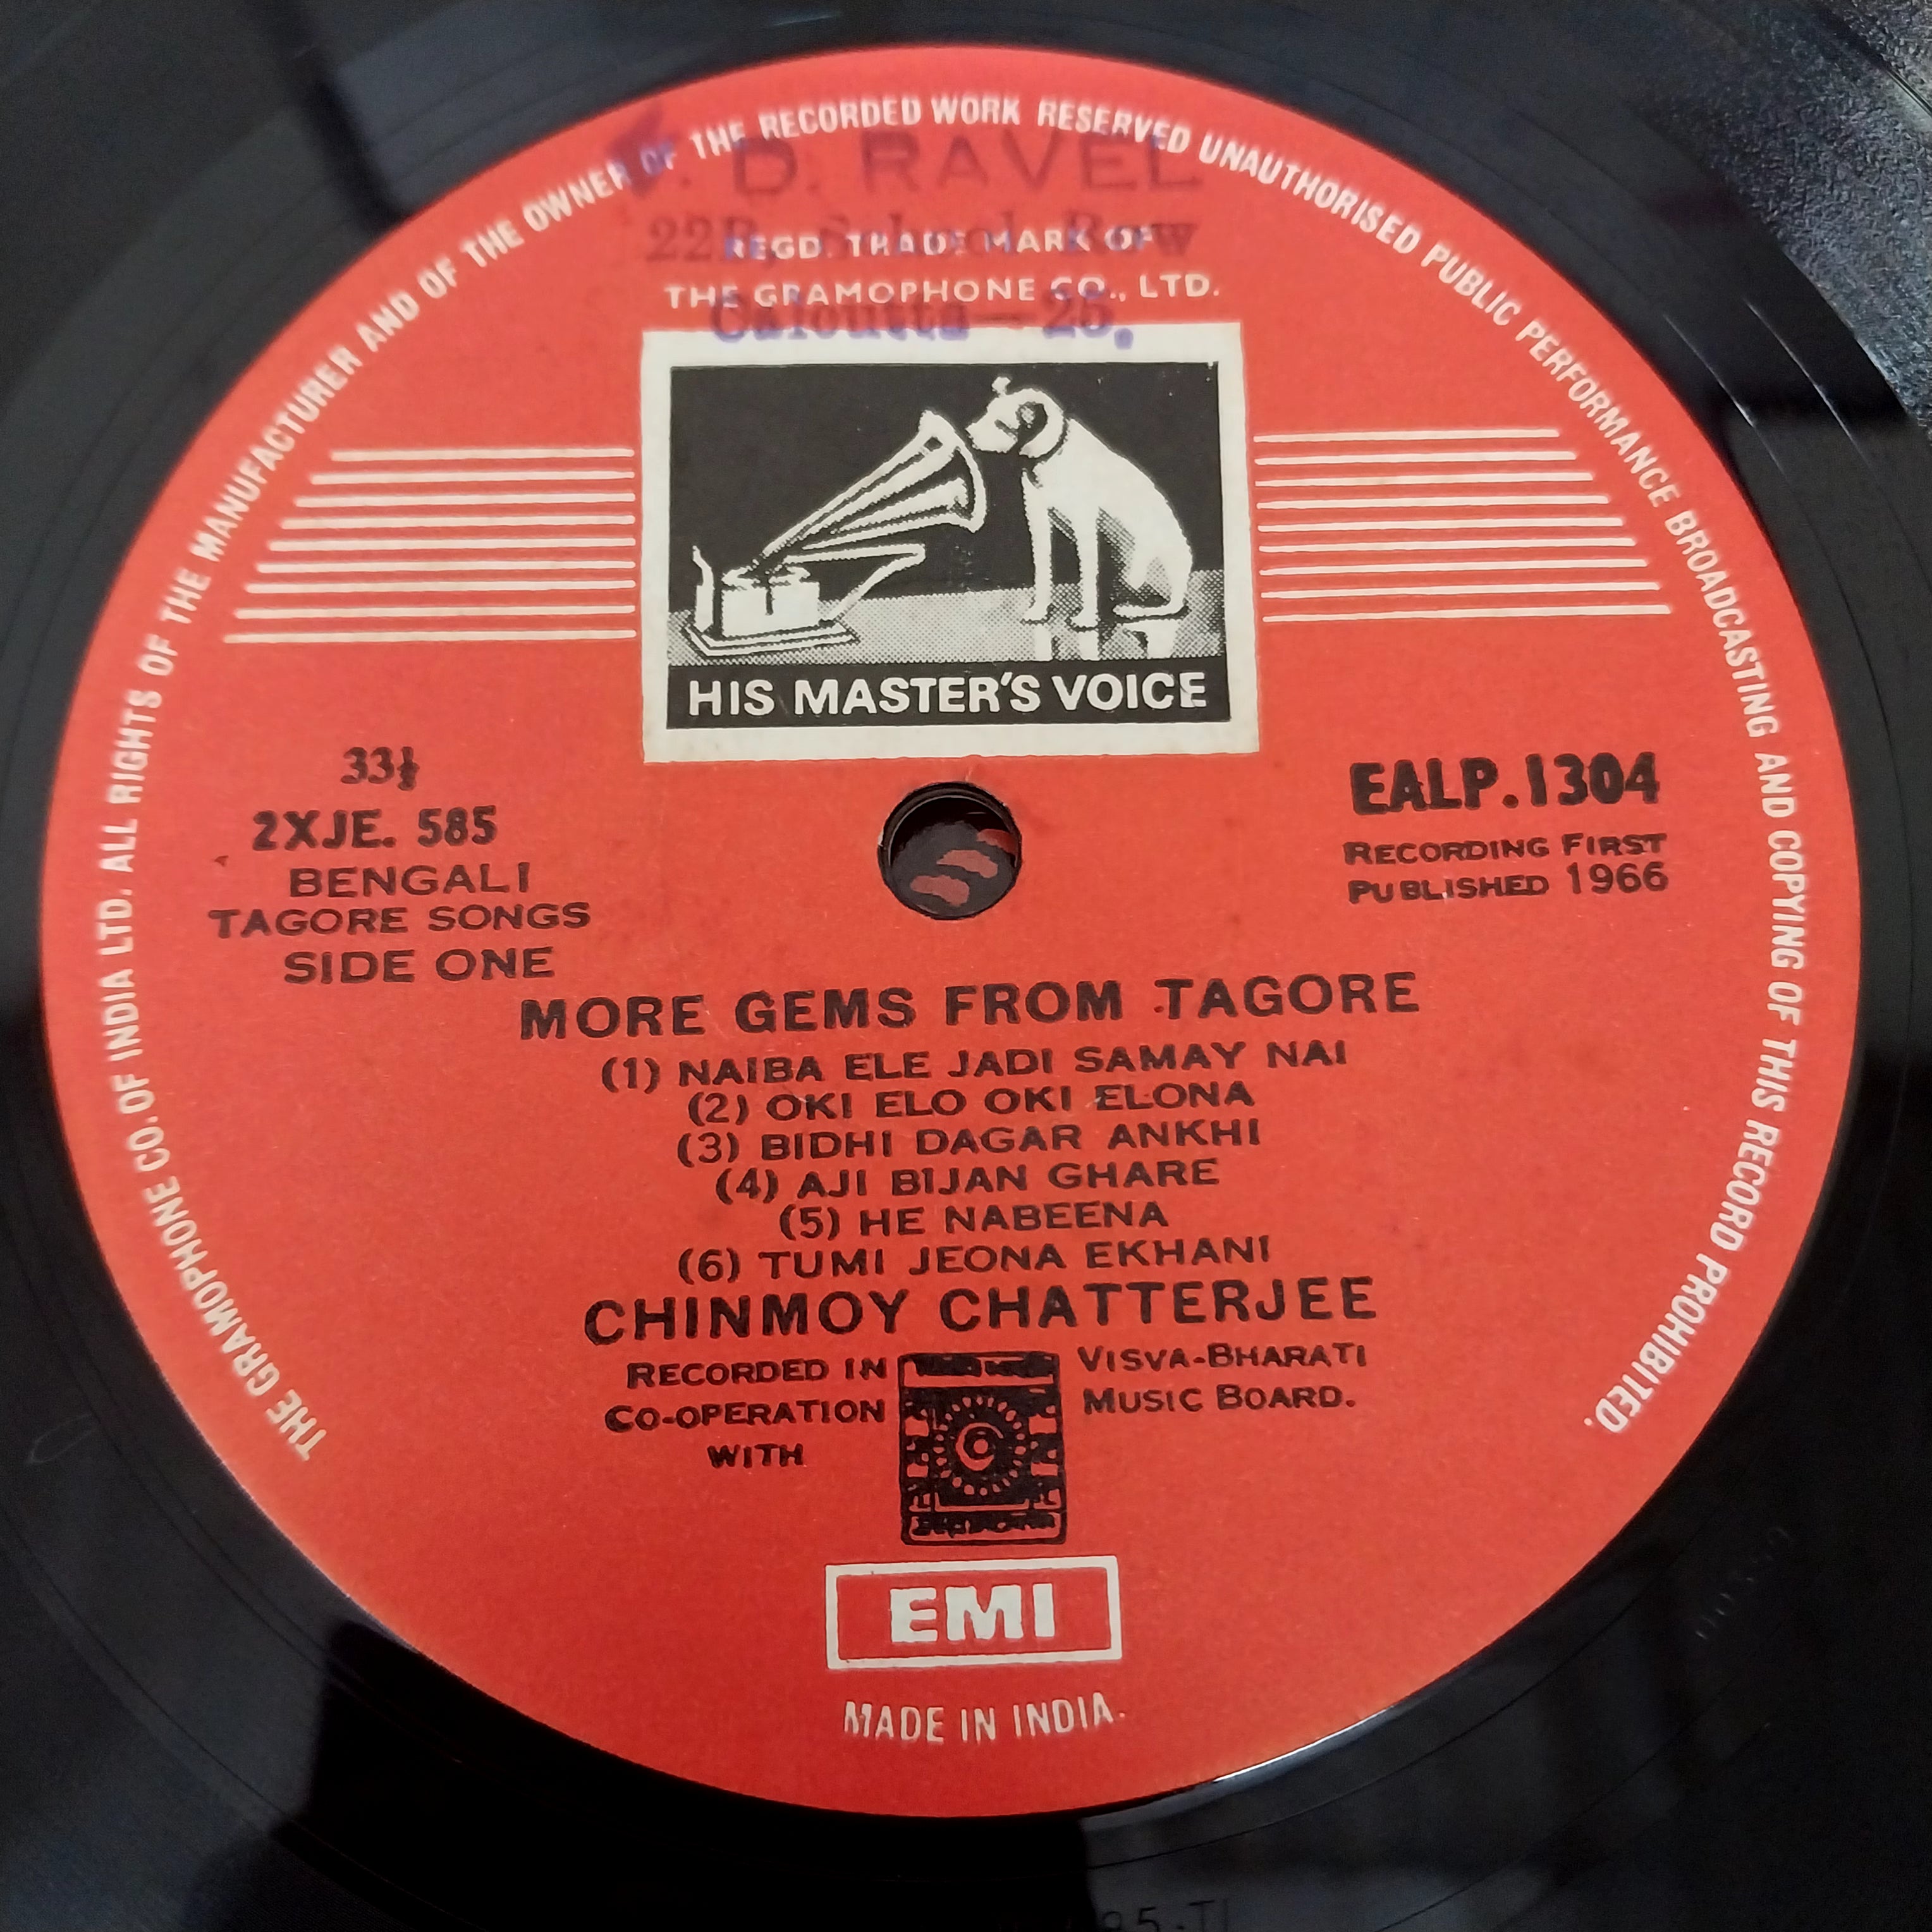 THE GRAMOPHONE CO. OF INDIA LTD. ALL RIGHTS OF THE MANUFACTURER AND OF THE OWNER OF THE RECORDED WORK RESERVED UNAUTHORISED PUBLIC PERFORMANCE BROADCASTING AND COPYING OF THIS RECORD PROHIBITED.
D. RAVEL
School Row
Calcutta—25.
REGD. TRADE MARK OF
THE GRAMOPHONE CO., LTD.
HIS MASTER'S VOICE
33⅓
2XJE. 585
BENGALI
TAGORE SONGS
SIDE ONE
EALP.1304
RECORDING FIRST
PUBLISHED 1966
MORE GEMS FROM TAGORE
(1) NAIBA ELE JADI SAMAY NAI
(2) OKI ELO OKI ELONA
(3) BIDHI DAGAR ANKHI
(4) AJI BIJAN GHARE
(5) HE NABEENA
(6) TUMI JEONA EKHANI
CHINMOY CHATTERJEE
RECORDED IN
CO-OPERATION
WITH
VISVA-BHARATI
MUSIC BOARD.
EMI
MADE IN INDIA.